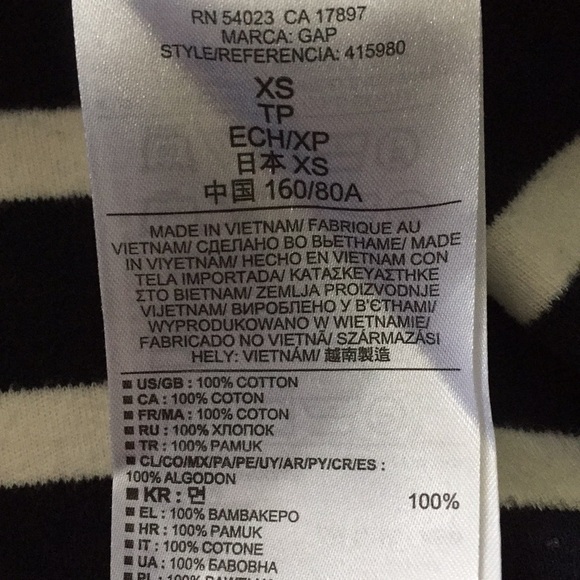 RN 54023 CA 17897
MARCA: GAP
STYLE/REFERENCIA: 415980
XS
TP
ECH/XP
日本 XS
中国 160/80A
MADE IN VIETNAM/ FABRIQUE AU
VIETNAM/ СДЕЛАНО ВО ВЬЕТНАМЕ/ MADE
IN VIYETNAM/ HECHO EN VIETNAM CON
TELA IMPORTADA/ ΚΑΤΑΣΚΕΥΑΣΤΗΚΕ
ΣΤΟ ΒΙΕΤΝΑΜ/ ZEMLJA PROIZVODNJE
VIJETNAM/ ВИРОБЛЕНО У В'ЄТНАМІ/
WYPRODUKOWANO W WIETNAMIE/
FABRICADO NO VIETNÃ/ SZÁRMAZÁSI
HELY: VIETNÁM/ 越南製造
US/GB : 100% COTTON
CA : 100% COTON
FR/MA : 100% COTON
RU : 100% ХЛОПОК
TR : 100% PAMUK
CL/CO/MX/PA/PE/UY/AR/PY/CR/ES :
100% ALGODON
KR : 면 100%
EL : 100% ΒΑΜΒΑΚΕΡΟ
HR : 100% PAMUK
IT : 100% COTONE
UA : 100% БАВОВНА
PL : 100% BAWEŁNA